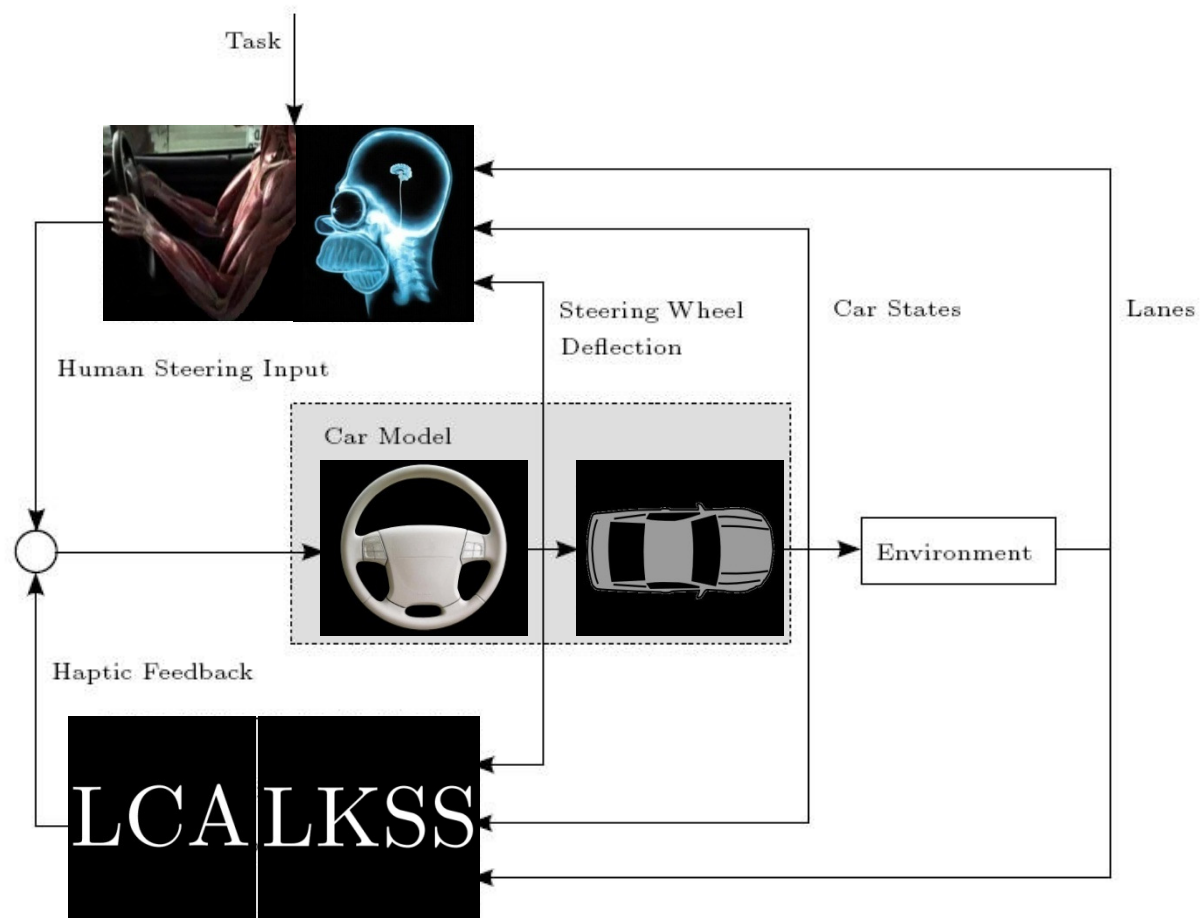 Task
Steering Wheel
Deflection
Car States
Lanes
Human Steering Input
Car Model
Environment
Haptic Feedback
LCA LKSS